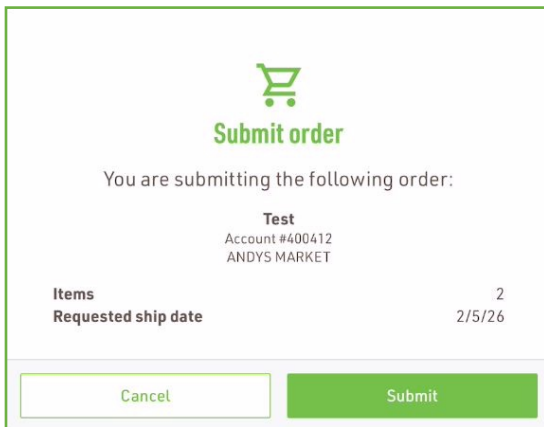 Submit order
You are submitting the following order:
Test
Account #400412
ANDYS MARKET
Items 2
Requested ship date 2/5/26
Cancel Submit